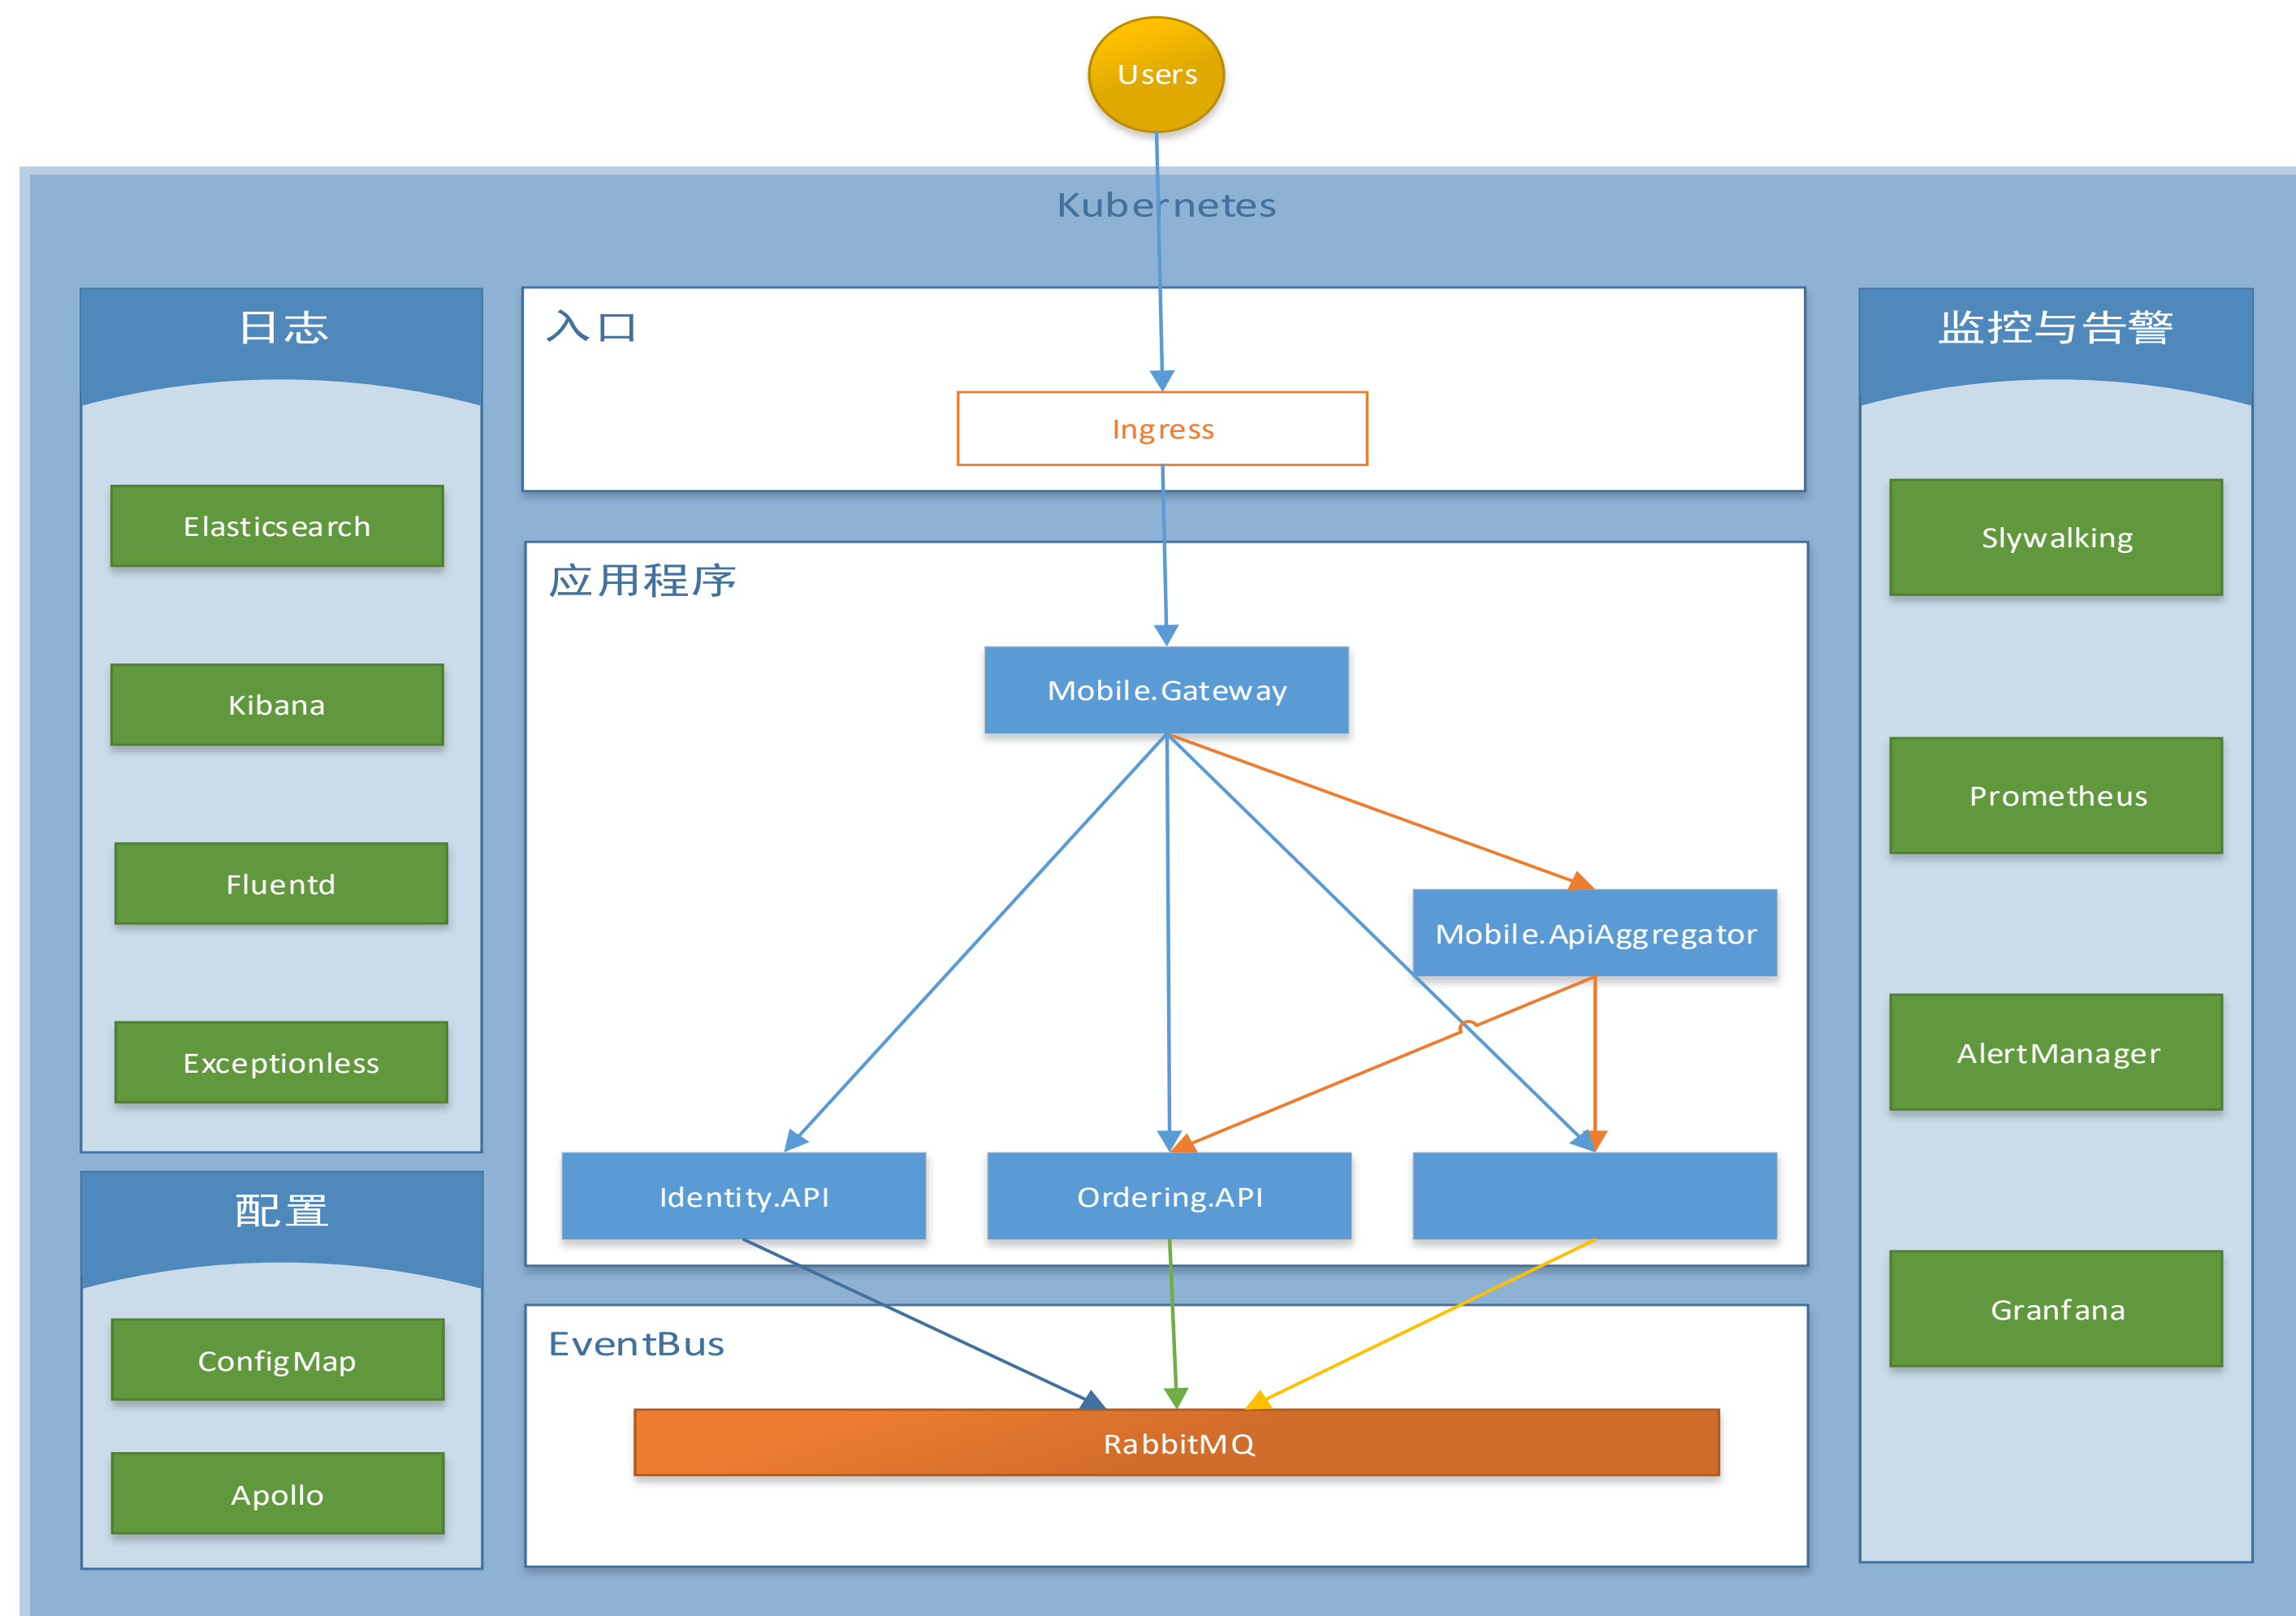 Users
Kubernetes
日志
Elasticsearch
Kibana
Fluentd
Exceptionless
配置
ConfigMap
Apollo
入口
Ingress
应用程序
Mobile.Gateway
Mobile.ApiAggregator
Identity.API
Ordering.API
EventBus
RabbitMQ
监控与告警
Slywalking
Prometheus
AlertManager
Granfana